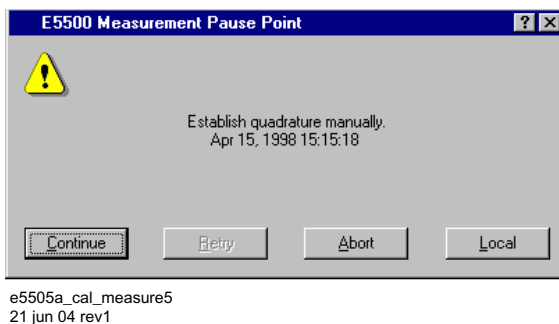 E5500 Measurement Pause Point
?
!
Establish quadrature manually.
Apr 15, 1998 15:15:18
Continue Retry Abort Local
e5505a_cal_measure5
21 jun 04 rev1